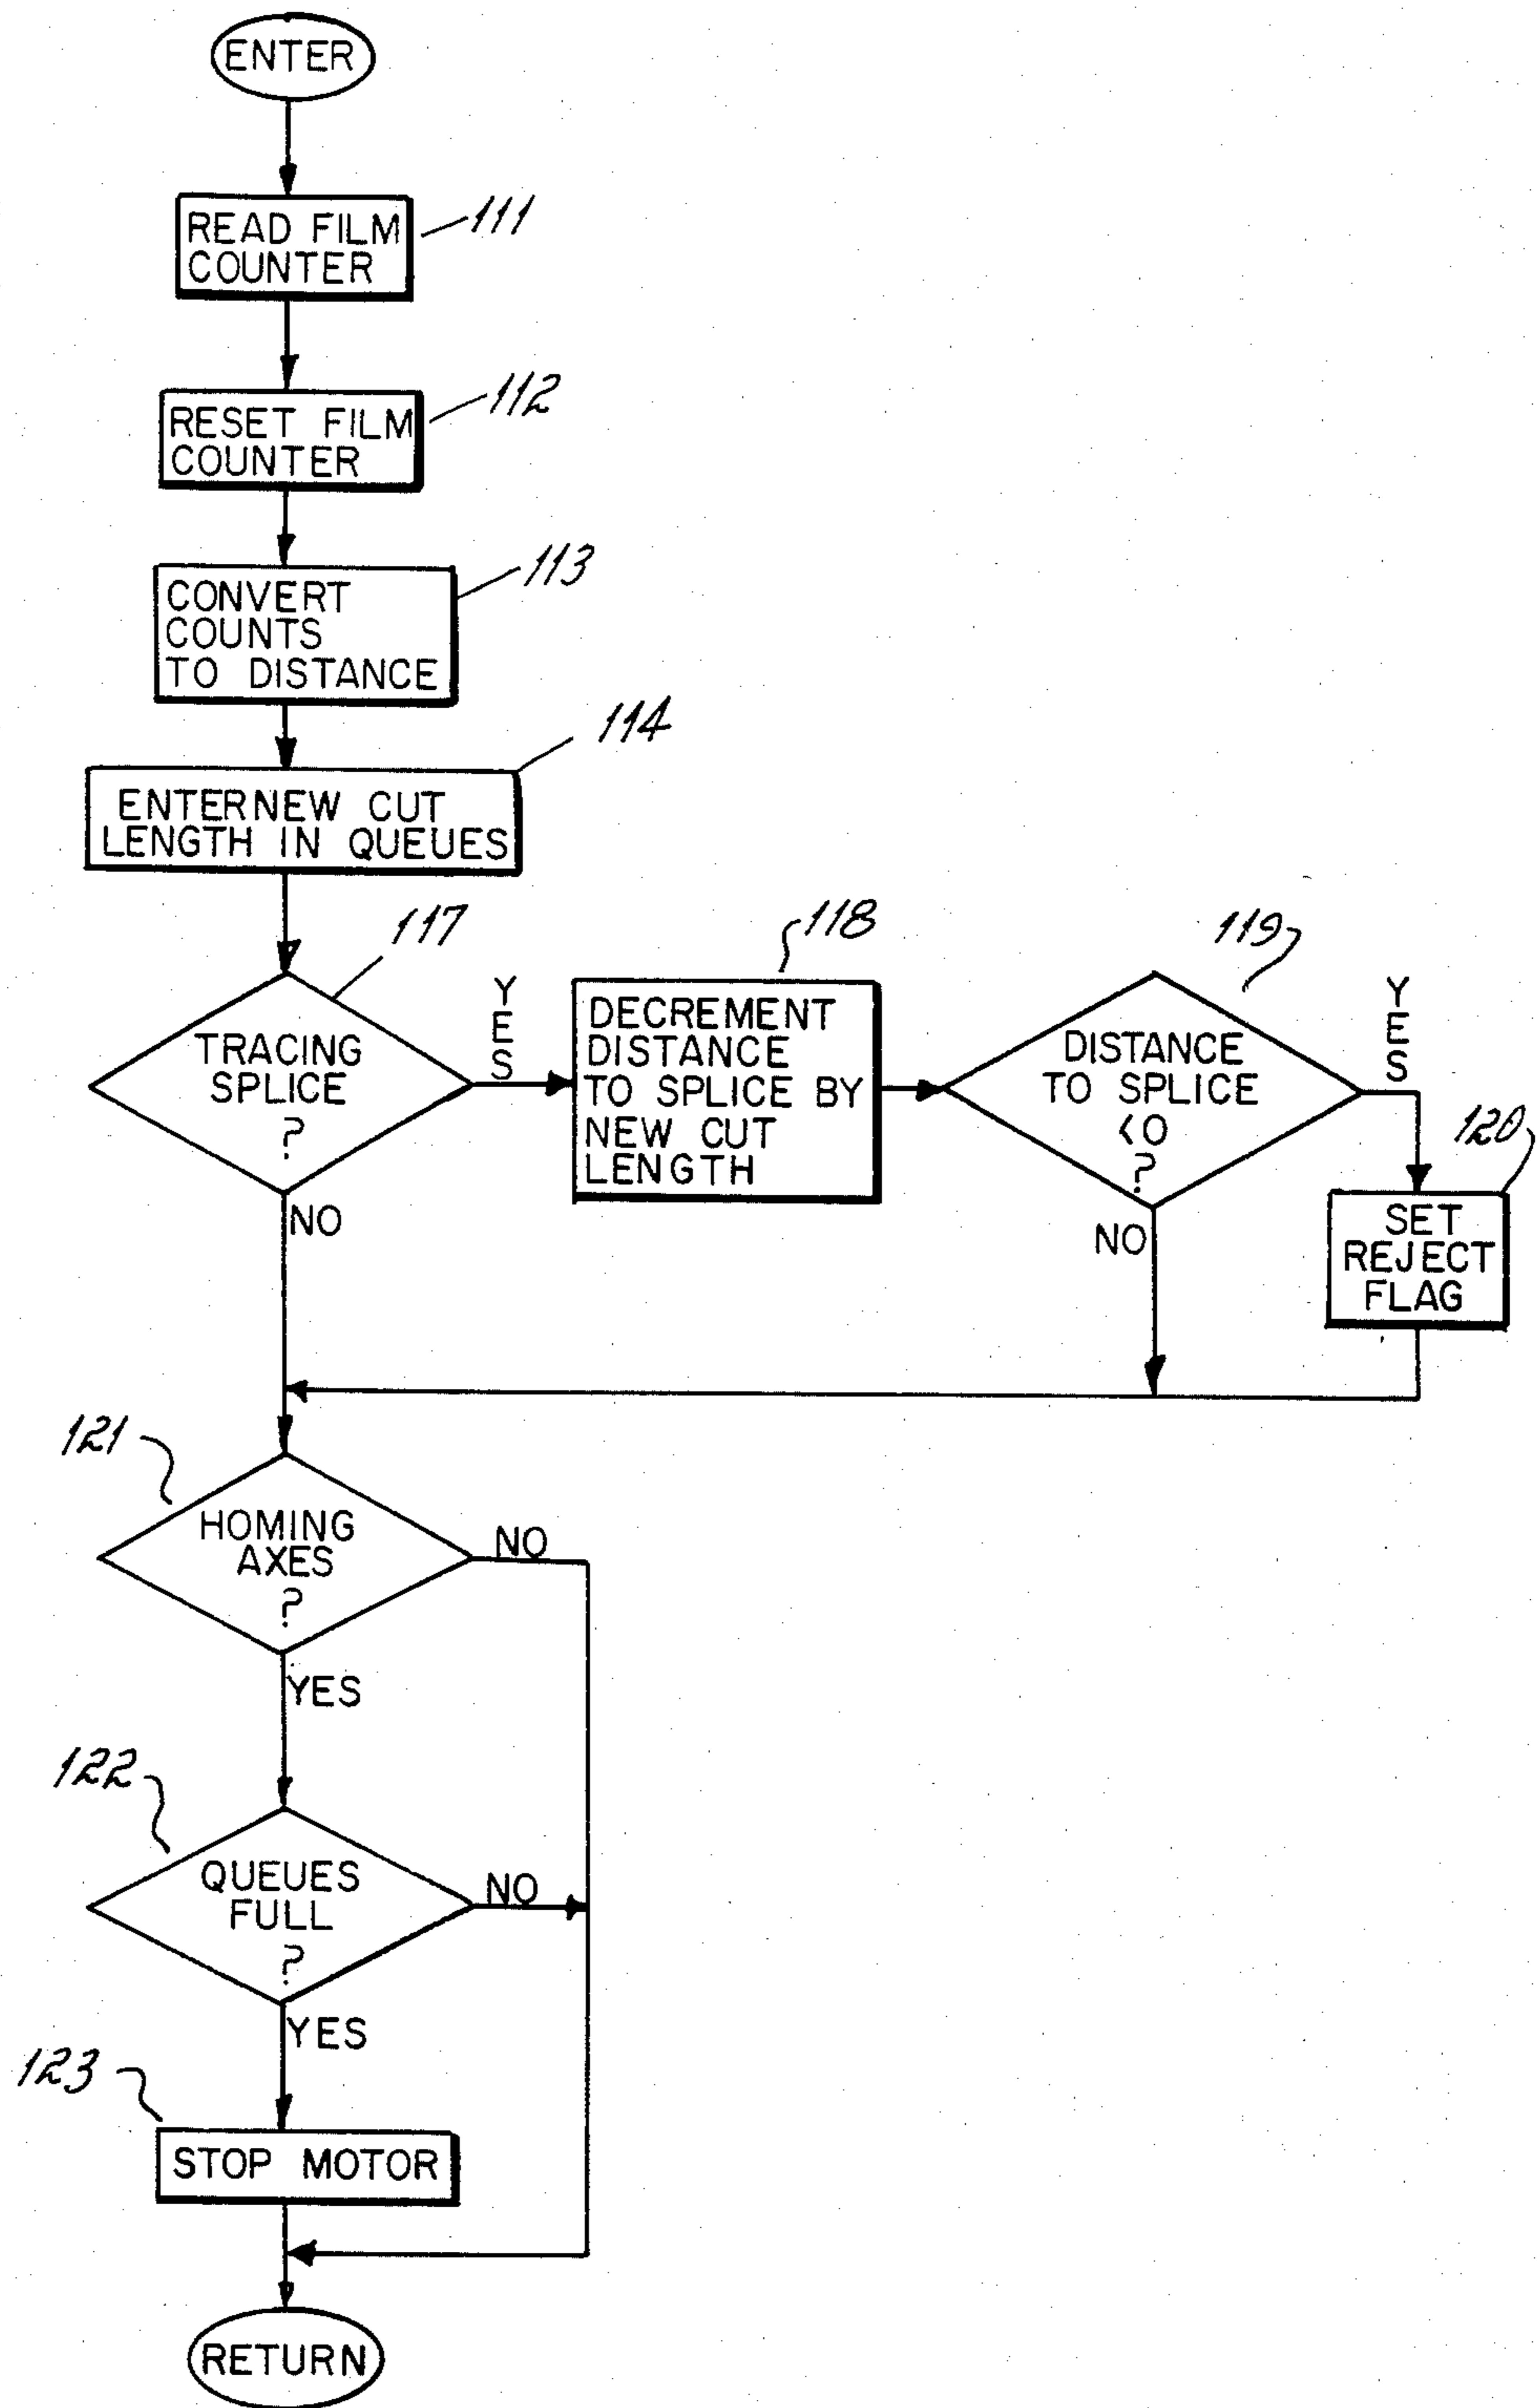 ENTER
READ FILM
COUNTER
111
RESET FILM
COUNTER
112
CONVERT
COUNTS
TO DISTANCE
113
ENTERNEW CUT
LENGTH IN QUEUES
114
TRACING
SPLICE
?
117
YES
NO
DECREMENT
DISTANCE
TO SPLICE BY
NEW CUT
LENGTH
118
DISTANCE
TO SPLICE
<0
?
119
YES
NO
SET
REJECT
FLAG
120
HOMING
AXES
?
121
NO
YES
QUEUES
FULL
?
122
NO
YES
STOP MOTOR
123
RETURN